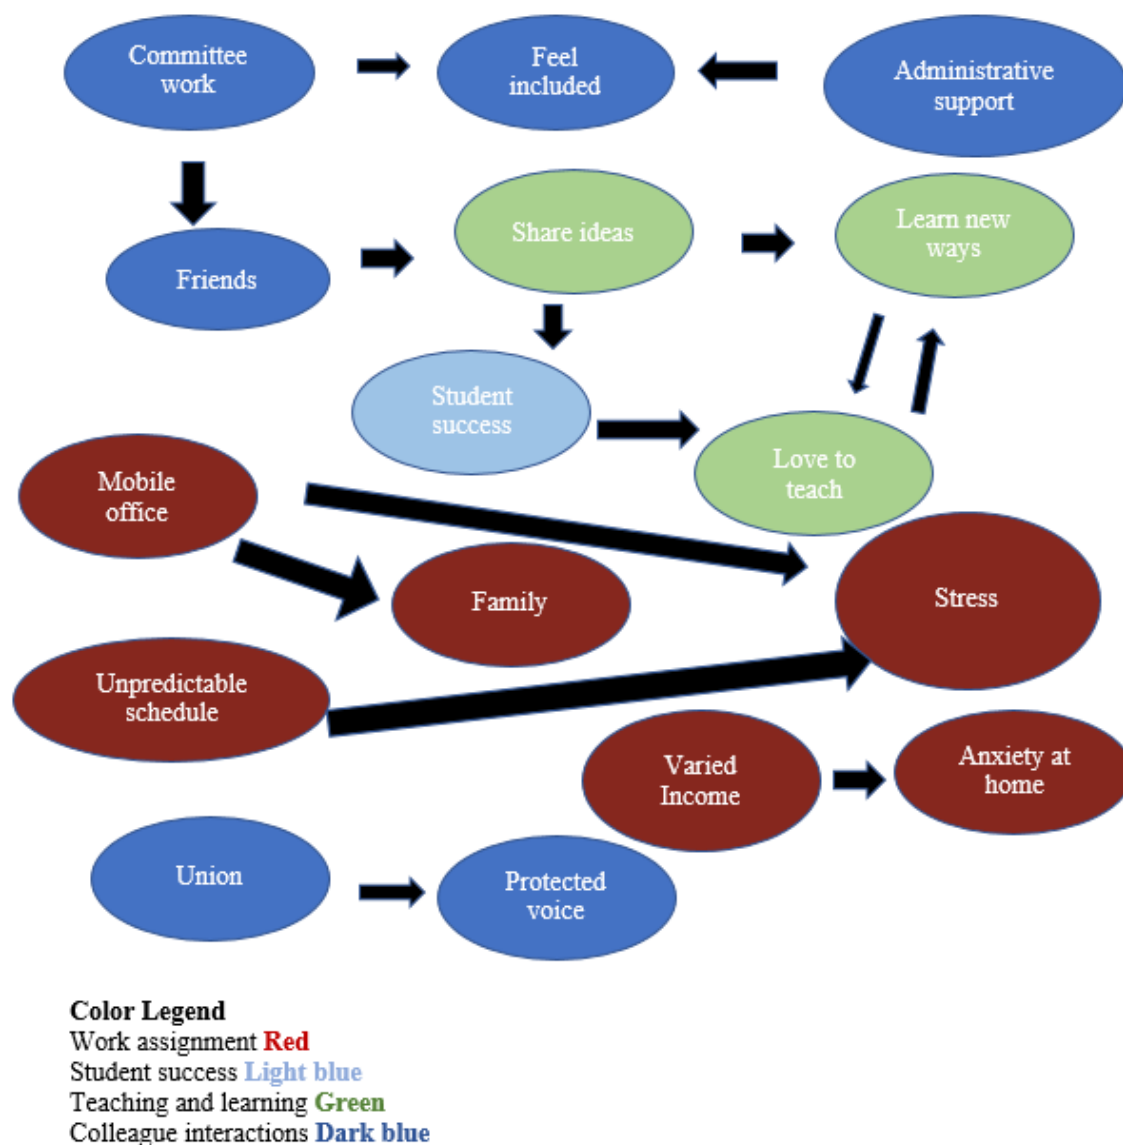 Committee
work
Feel
included
Administrative
support
Friends
Share ideas
Learn new
ways
Student
success
Love to
teach
Mobile
office
Family
Stress
Unpredictable
schedule
Varied
Income
Anxiety at
home
Union
Protected
voice
Color Legend
Work assignment Red
Student success Light blue
Teaching and learning Green
Colleague interactions Dark blue